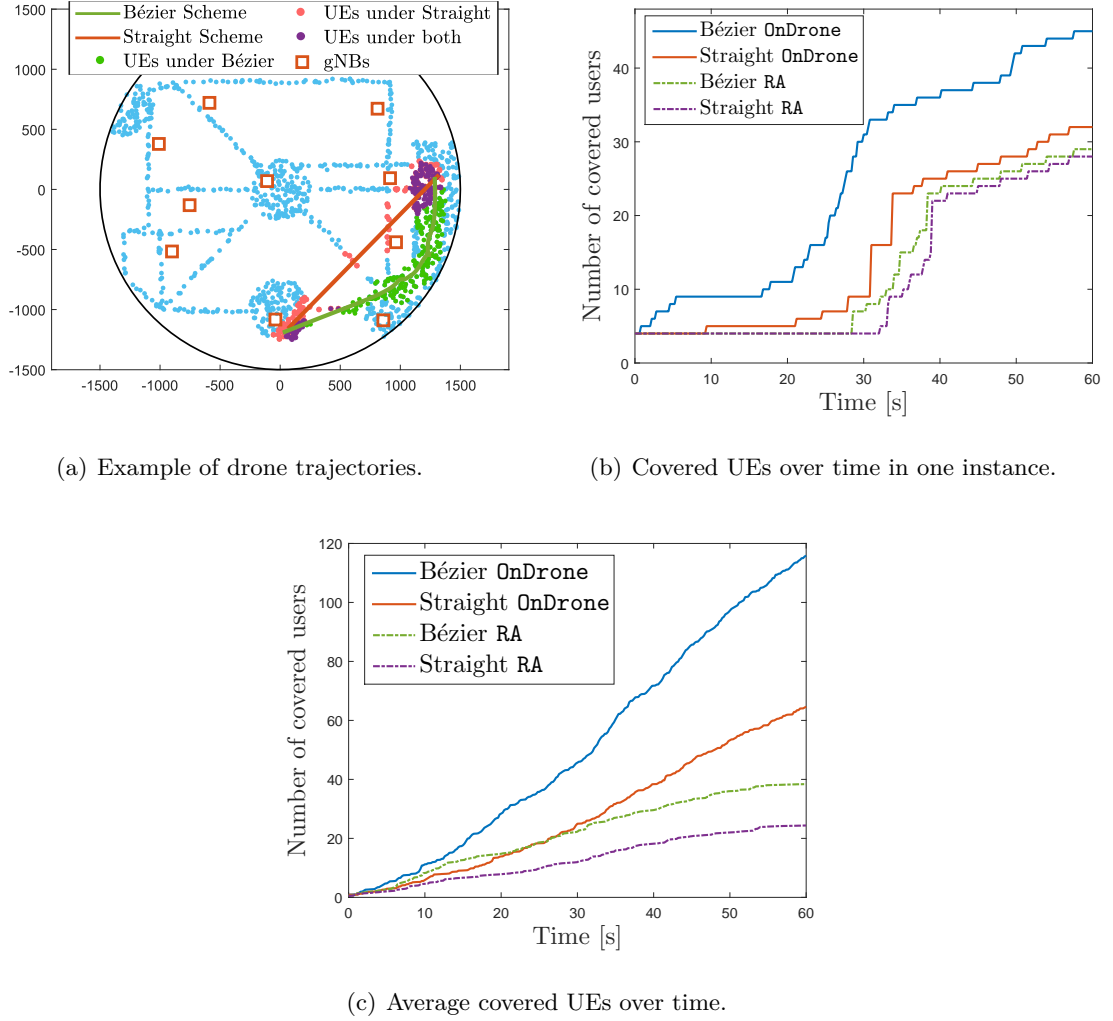 1500
1000
500
0
-500
-1000
-1500
-1500
-1000
-500
0
500
1000
1500
Bézier Scheme
Straight Scheme
UEs under Bézier
UEs under Straight
UEs under both
gNBs
(a) Example of drone trajectories.
Number of covered users
40
30
20
10
0
0
10
20
30
40
50
60
Time [s]
Bézier OnDrone
Straight OnDrone
Bézier RA
Straight RA
(b) Covered UEs over time in one instance.
Number of covered users
120
100
80
60
40
20
0
0
10
20
30
40
50
60
Time [s]
Bézier OnDrone
Straight OnDrone
Bézier RA
Straight RA
(c) Average covered UEs over time.